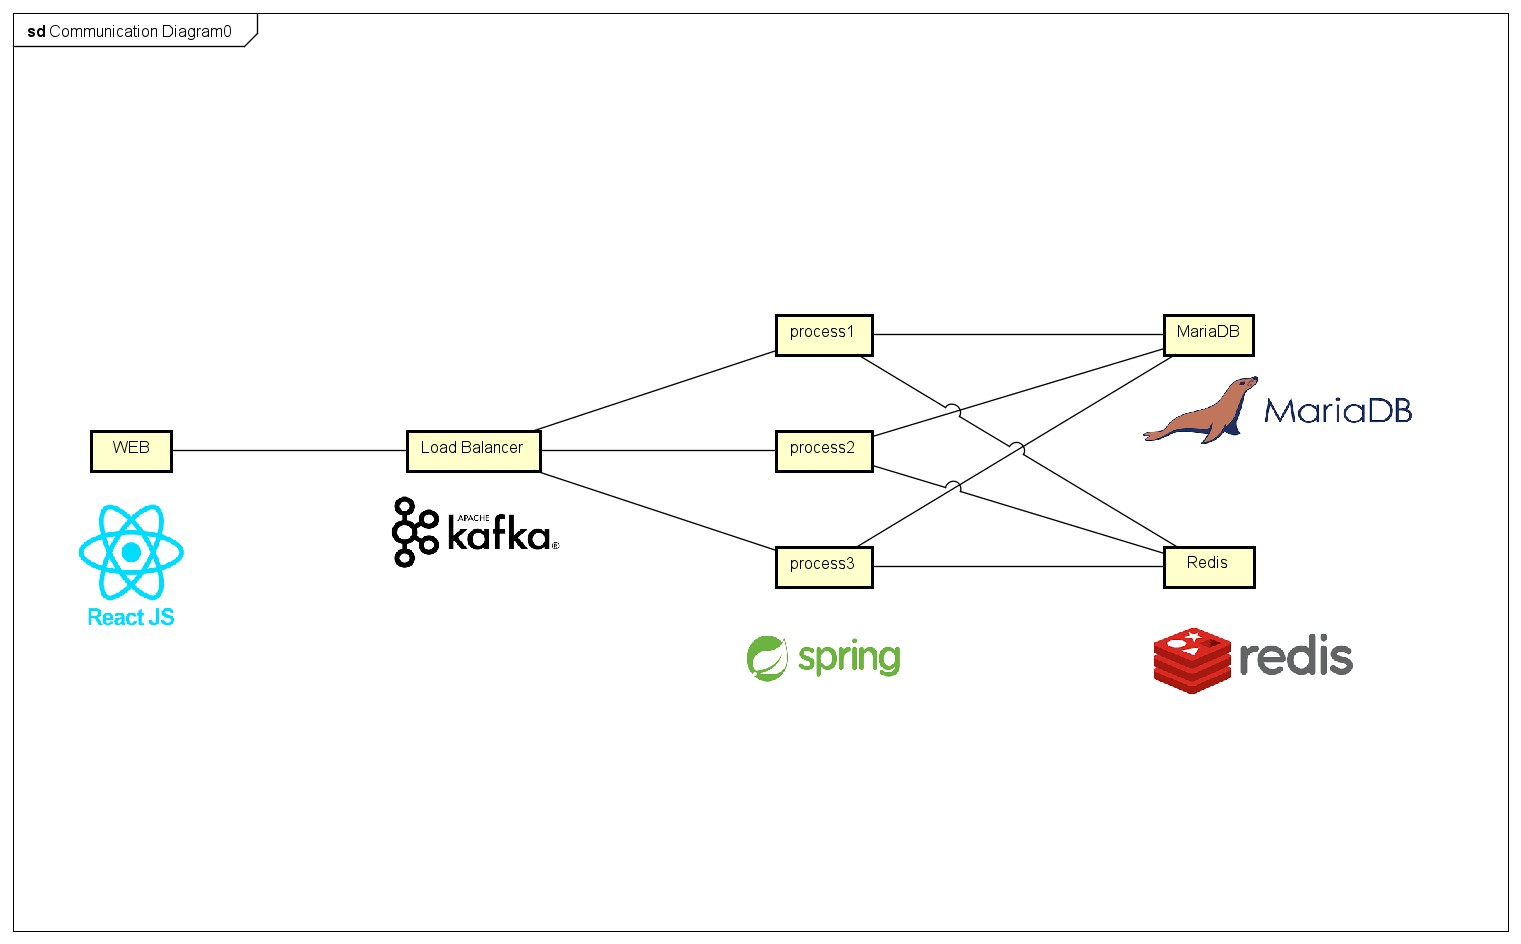 sd Communication Diagram0
process1
MariaDB
MariaDB
WEB
Load Balancer
process2
APACHE
kafka®
process3
Redis
React JS
spring
redis